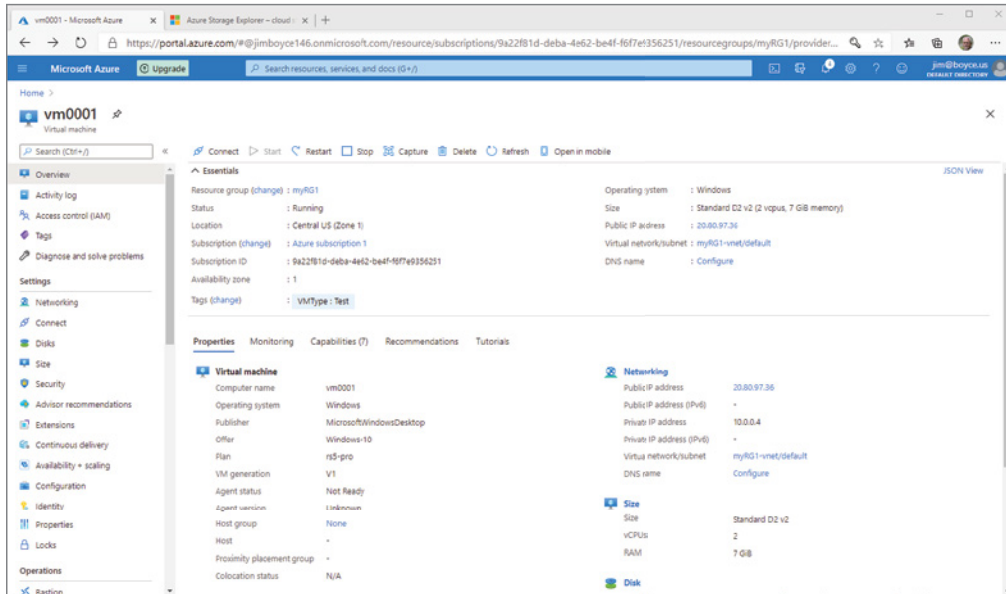 vm0001 - Microsoft Azure
Azure Storage Explorer – cloud s
https://portal.azure.com/#@jimboyce146.onmicrosoft.com/resource/subscriptions/9a22f81d-deba-4e62-be4f-f6f7e!356251/resourcegroups/myRG1/provider...
Microsoft Azure
Upgrade
Search resources, services, and docs (G+/)
4
jim@boyce.us
DEFAULT DIRECTORY
Home >
vm0001
Virtual machine
Search (Ctrl+/)
«
Connect Start Restart Stop Capture Delete Refresh Open in mobile
Overview
Activity log
Access control (IAM)
Tags
Diagnose and solve problems
Settings
Networking
Connect
Disks
Size
Security
Advisor recommendations
Extensions
Continuous delivery
Availability + scaling
Configuration
Identity
Properties
Locks
Operations
Bastion
Essentials
JSON View
Resource group (change) : myRG1
Status : Running
Location : Central US (Zone 1)
Subscription (change) : Azure subscription 1
Subscription ID : 9a22f81d-deba-4e62-be4f-f6f7e9356251
Availability zone : 1
Tags (change) : VMType : Test
Operating system : Windows
Size : Standard D2 v2 (2 vcpus, 7 GiB memory)
Public IP address : 20.80.97.36
Virtual network/subnet : myRG1-vnet/default
DNS name : Configure
Properties Monitoring Capabilities (7) Recommendations Tutorials
Virtual machine
Computer name vm0001
Operating system Windows
Publisher MicrosoftWindowsDesktop
Offer Windows-10
Plan rs5-pro
VM generation V1
Agent status Not Ready
Agent version Unknown
Host group None
Host -
Proximity placement group -
Colocation status N/A
Networking
Public IP address 20.80.97.36
Public IP address (IPv6) -
Private IP address 10.0.0.4
Private IP address (IPv6) -
Virtua network/subnet myRG1-vnet/default
DNS name Configure
Size
Size Standard D2 v2
vCPUs 2
RAM 7 GiB
Disk